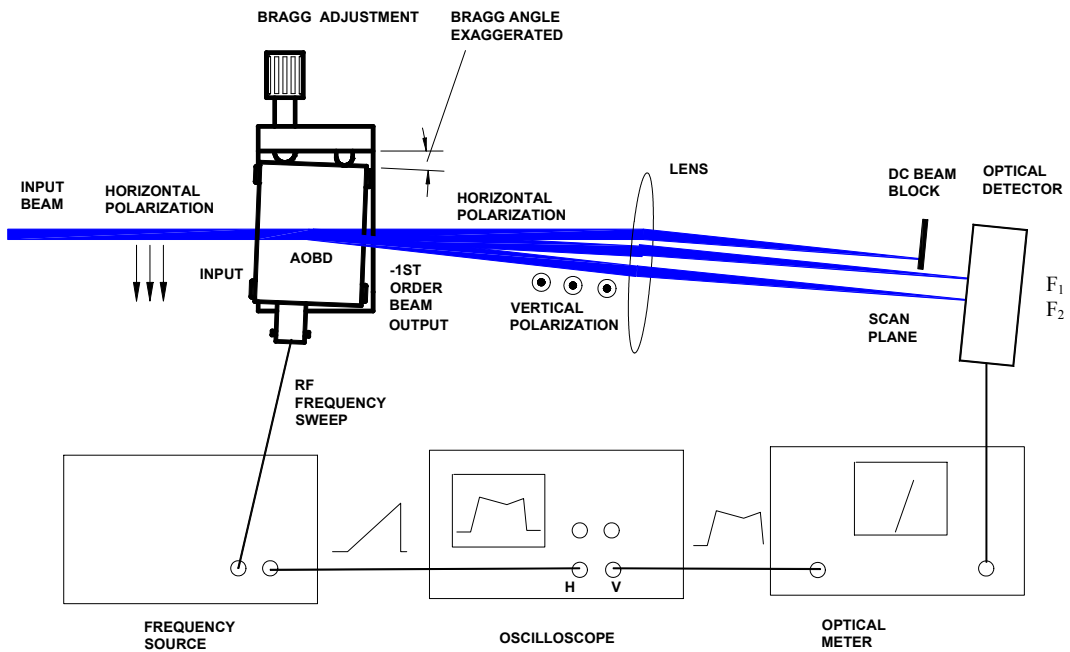 BRAGG ADJUSTMENT
BRAGG ANGLE
EXAGGERATED
INPUT
BEAM
HORIZONTAL
POLARIZATION
HORIZONTAL
POLARIZATION
LENS
DC BEAM
BLOCK
OPTICAL
DETECTOR
INPUT
AOBD
-1ST
ORDER
BEAM
OUTPUT
VERTICAL
POLARIZATION
SCAN
PLANE
F1
F2
RF
FREQUENCY
SWEEP
H
V
FREQUENCY
SOURCE
OSCILLOSCOPE
OPTICAL
METER